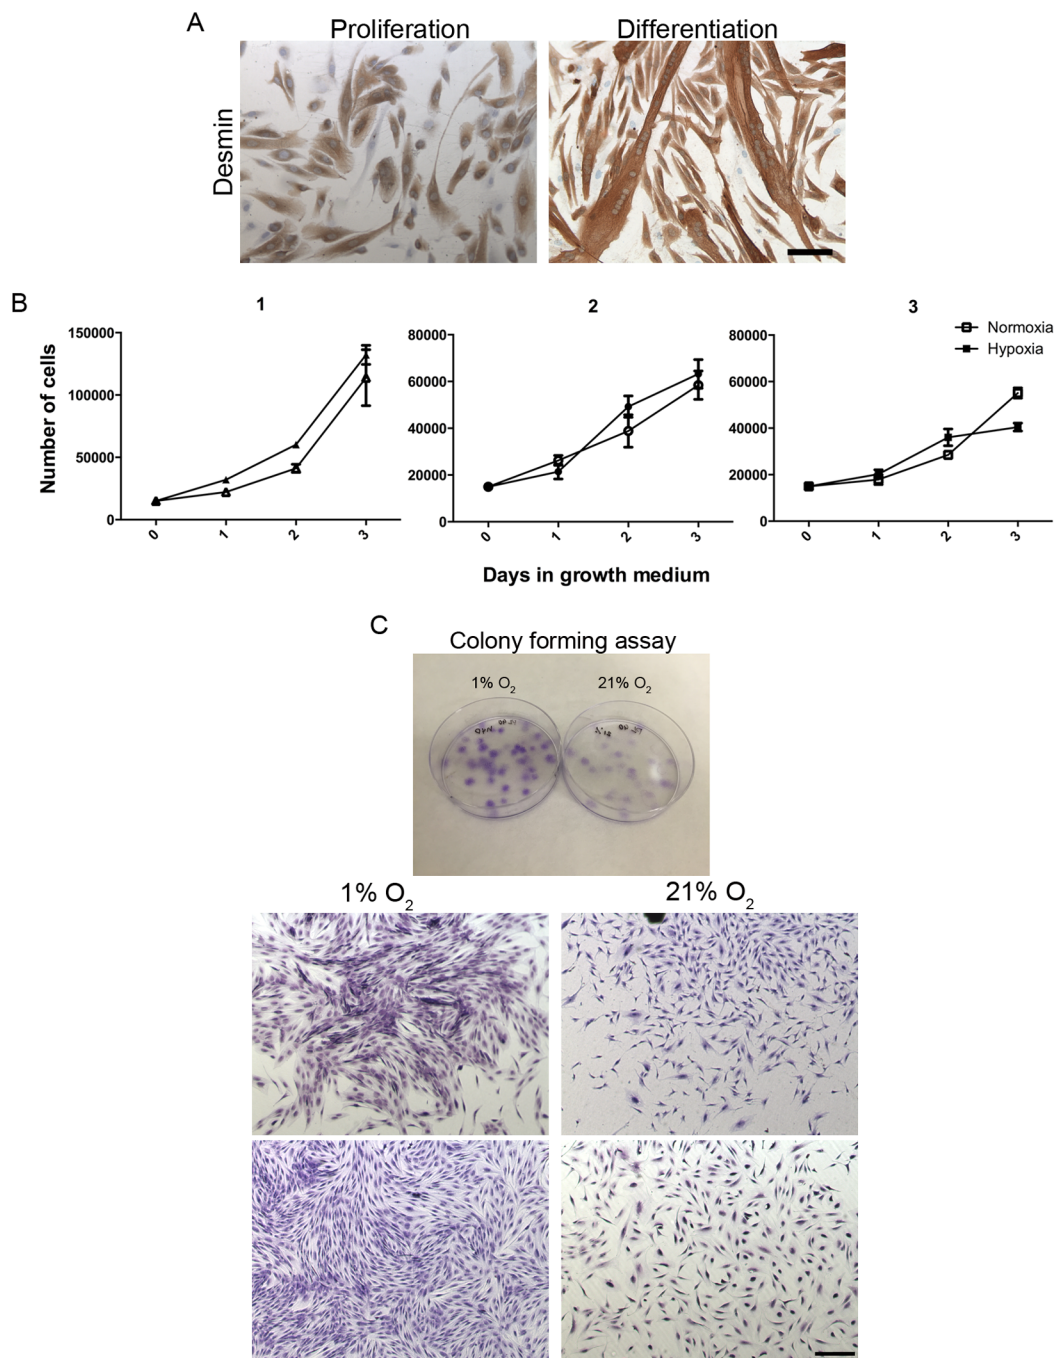 A
Proliferation
Differentiation
Desmin
B
1
2
3
Normoxia
Hypoxia
Number of cells
150000
100000
50000
0
80000
60000
40000
20000
0
80000
60000
40000
20000
0
0
1
2
3
0
1
2
3
0
1
2
3
Days in growth medium
C
Colony forming assay
1% O2
21% O2
1% O2
21% O2